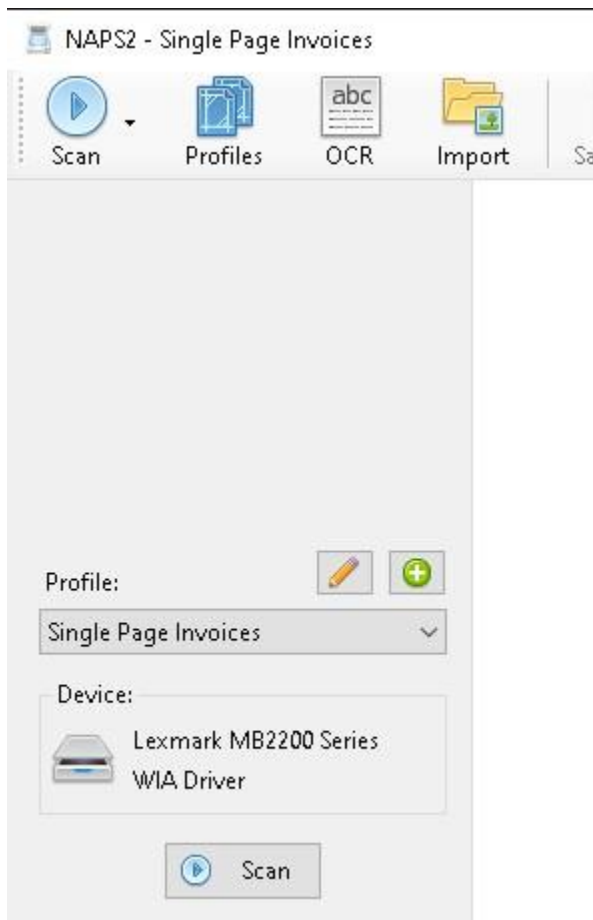 NAPS2 - Single Page Invoices
abc
Scan Profiles OCR Import
Profile:
Single Page Invoices
Device:
Lexmark MB2200 Series
WIA Driver
Scan